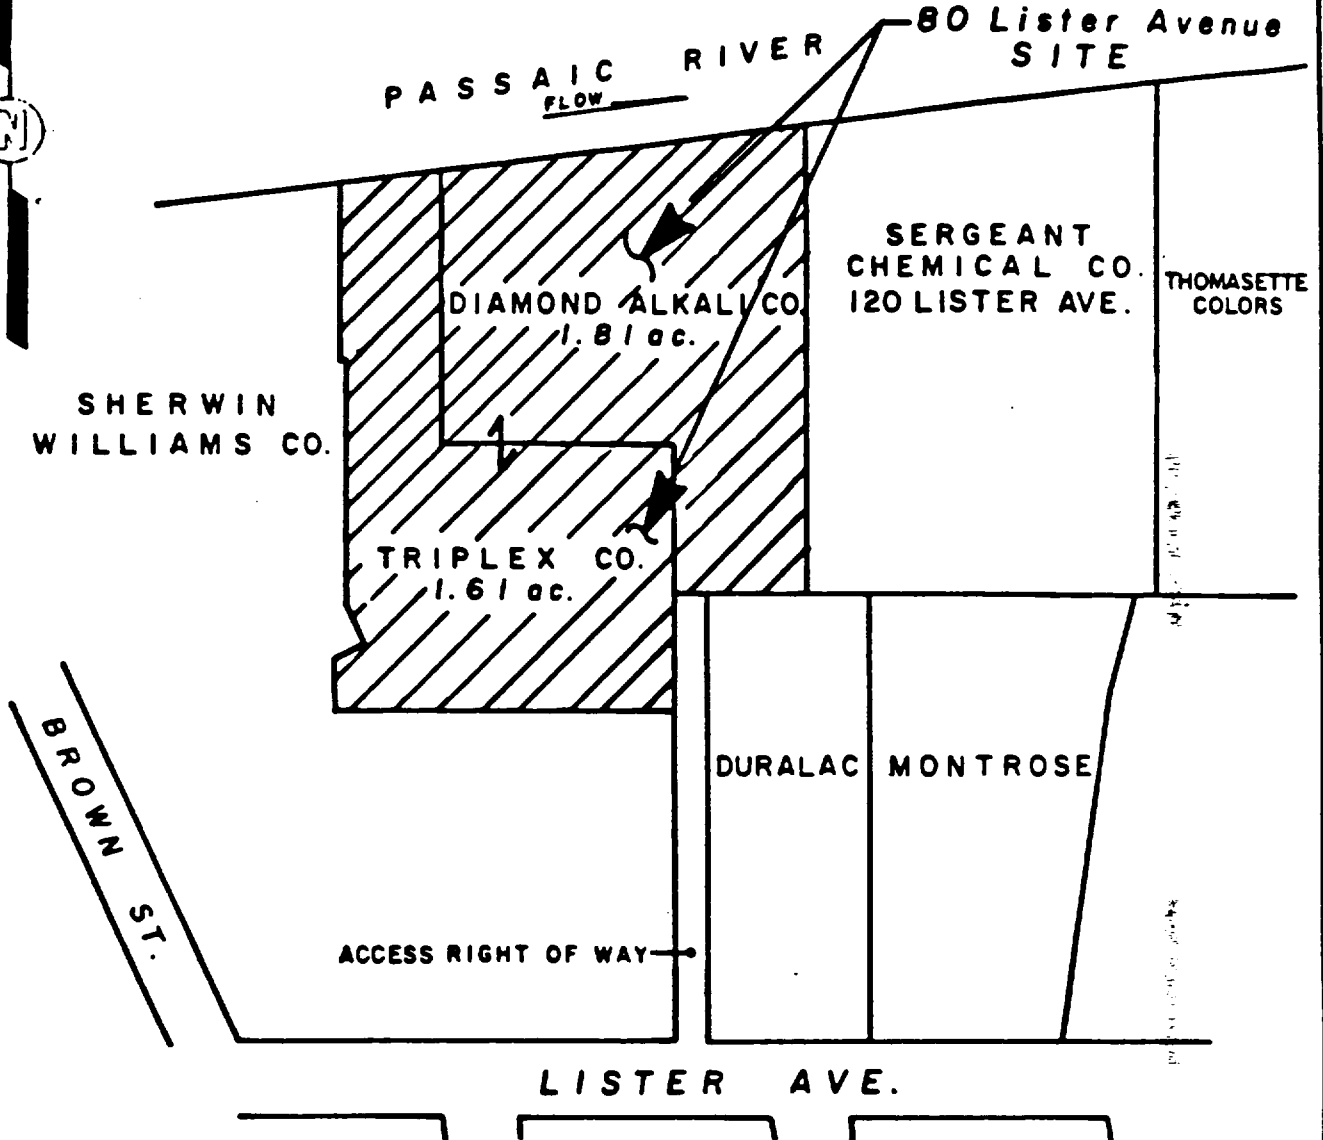 80 Lister Avenue
SITE
PASSAIC RIVER
FLOW
N
DIAMOND ALKALI CO.
1.81 ac.
SERGEANT
CHEMICAL CO.
120 LISTER AVE.
THOMASETTE
COLORS
SHERWIN
WILLIAMS CO.
TRIPLEX CO.
1.61 ac.
BROWN ST.
DURALAC
MONTROSE
ACCESS RIGHT OF WAY
LISTER AVE.